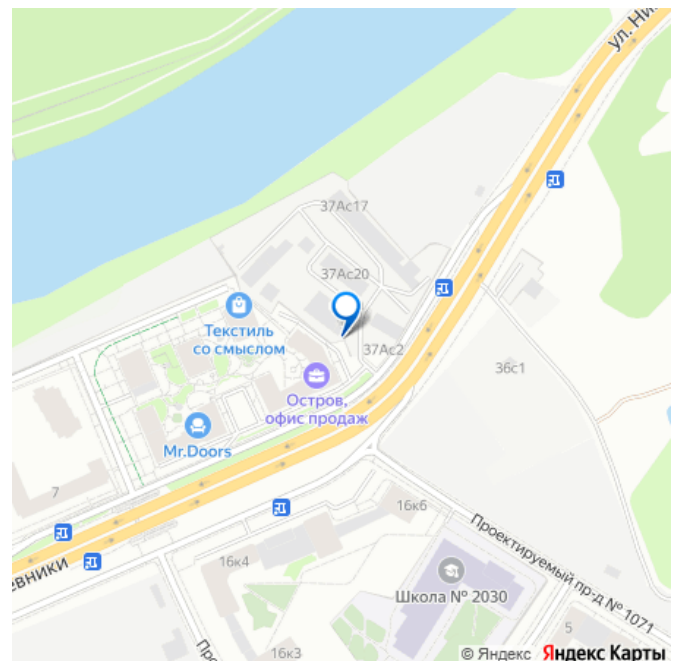 ул. Ни
37Ас17
37Ас20
Текстиль
со смыслом
37Ас2
36с1
Остров,
офис продаж
Mr.Doors
7
16к6
Проектируемый пр-д № 1071
евники
16к4
Школа № 2030
Про
5
16к3
© Яндекс Яндекс Карты